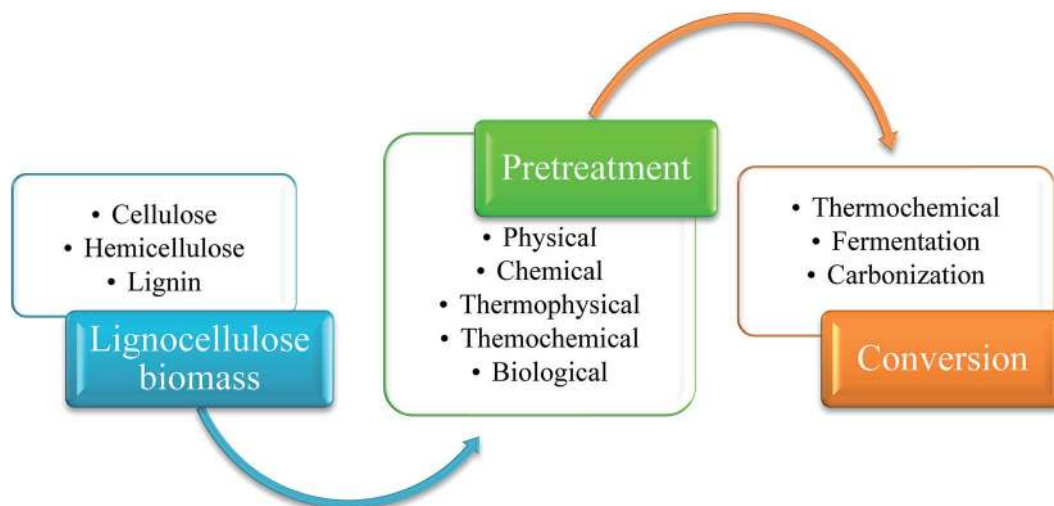 • Cellulose
• Hemicellulose
• Lignin
Lignocellulose
biomass
Pretreatment
• Physical
• Chemical
• Thermophysical
• Themochemical
• Biological
• Thermochemical
• Fermentation
• Carbonization
Conversion